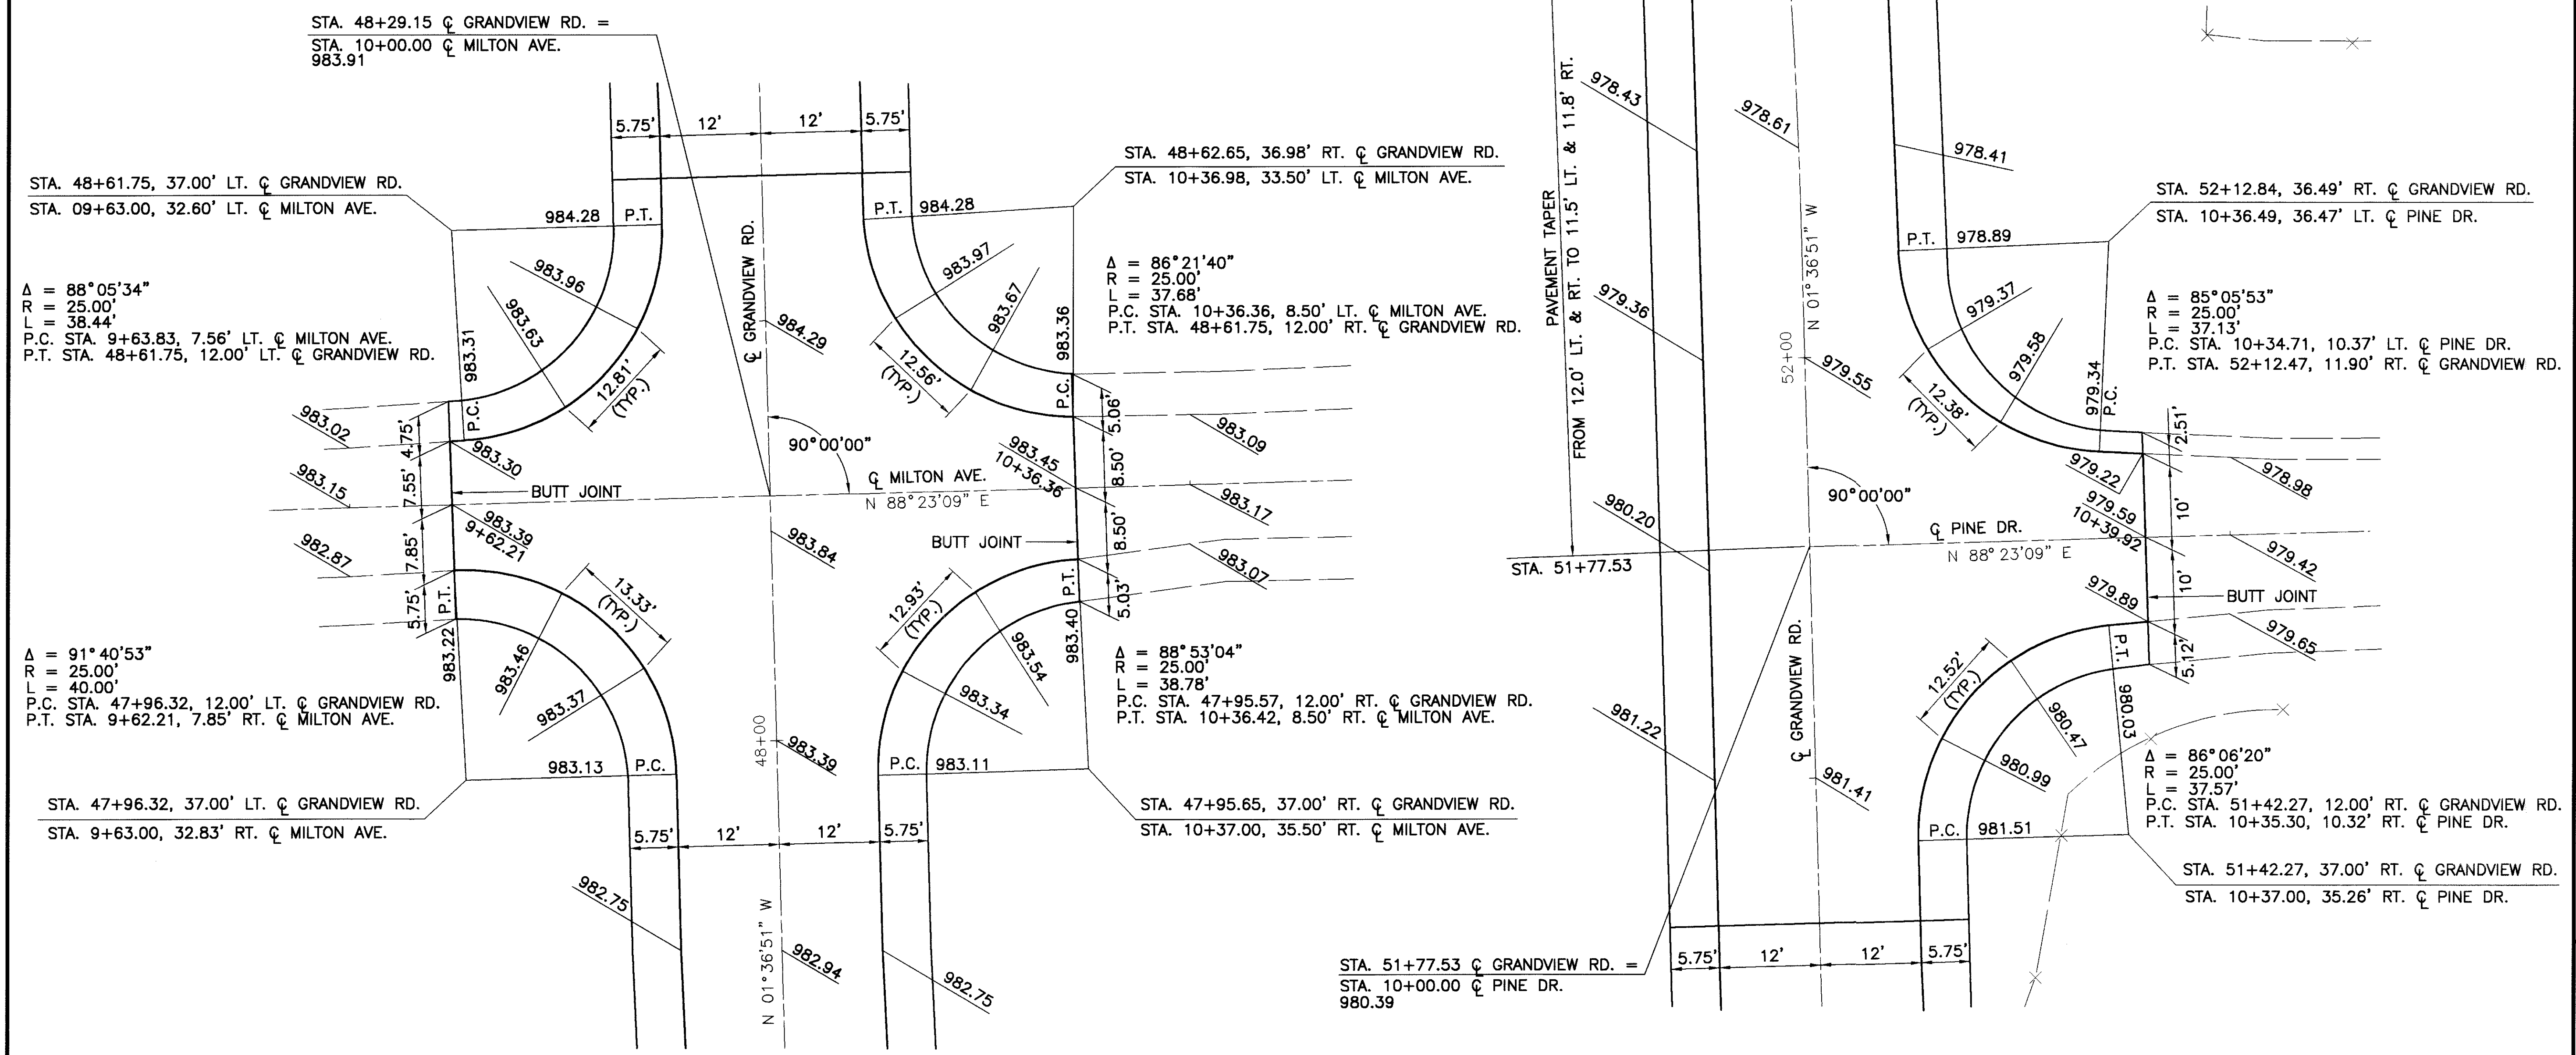 STA. 48+29.15 ℄ GRANDVIEW RD. =
STA. 10+00.00 ℄ MILTON AVE.
983.91
5.75'
12'
12'
5.75'
STA. 48+61.75, 37.00' LT. ℄ GRANDVIEW RD.
STA. 09+63.00, 32.60' LT. ℄ MILTON AVE.
984.28
P.T.
P.T.
984.28
STA. 48+62.65, 36.98' RT. ℄ GRANDVIEW RD.
STA. 10+36.98, 33.50' LT. ℄ MILTON AVE.
Δ = 88°05'34"
R = 25.00'
L = 38.44'
P.C. STA. 9+63.83, 7.56' LT. ℄ MILTON AVE.
P.T. STA. 48+61.75, 12.00' LT. ℄ GRANDVIEW RD.
983.96
983.63
983.31
P.C.
12.81'
(TYP.)
℄ GRANDVIEW RD.
984.29
983.97
983.67
983.36
P.C.
12.56'
(TYP.)
Δ = 86°21'40"
R = 25.00'
L = 37.68'
P.C. STA. 10+36.36, 8.50' LT. ℄ MILTON AVE.
P.T. STA. 48+61.75, 12.00' RT. ℄ GRANDVIEW RD.
983.02
4.75'
983.30
983.15
7.55'
BUTT JOINT
983.39
9+62.21
982.87
7.85'
5.75'
P.T.
983.22
90°00'00"
℄ MILTON AVE.
N 88°23'09" E
983.45
10+36.36
5.06'
8.50'
983.09
983.17
8.50'
BUTT JOINT
983.07
5.03'
P.T.
983.40
983.84
13.33'
(TYP.)
983.46
983.37
12.93'
(TYP.)
983.54
983.34
Δ = 91°40'53"
R = 25.00'
L = 40.00'
P.C. STA. 47+96.32, 12.00' LT. ℄ GRANDVIEW RD.
P.T. STA. 9+62.21, 7.85' RT. ℄ MILTON AVE.
Δ = 88°53'04"
R = 25.00'
L = 38.78'
P.C. STA. 47+95.57, 12.00' RT. ℄ GRANDVIEW RD.
P.T. STA. 10+36.42, 8.50' RT. ℄ MILTON AVE.
48+00
983.39
983.13
P.C.
P.C.
983.11
STA. 47+96.32, 37.00' LT. ℄ GRANDVIEW RD.
STA. 9+63.00, 32.83' RT. ℄ MILTON AVE.
STA. 47+95.65, 37.00' RT. ℄ GRANDVIEW RD.
STA. 10+37.00, 35.50' RT. ℄ MILTON AVE.
5.75'
12'
12'
5.75'
982.75
N 01°36'51" W
982.94
982.75
PAVEMENT TAPER
FROM 12.0' LT. & RT. TO 11.5' LT. & 11.8' RT.
978.43
978.61
978.41
N 01°36'51" W
P.T.
978.89
STA. 52+12.84, 36.49' RT. ℄ GRANDVIEW RD.
STA. 10+36.49, 36.47' LT. ℄ PINE DR.
979.36
52+00
979.55
979.37
979.58
979.34
P.C.
12.38'
(TYP.)
Δ = 85°05'53"
R = 25.00'
L = 37.13'
P.C. STA. 10+34.71, 10.37' LT. ℄ PINE DR.
P.T. STA. 52+12.47, 11.90' RT. ℄ GRANDVIEW RD.
2.51'
979.22
978.98
980.20
90°00'00"
979.59
10+39.92
10'
℄ PINE DR.
N 88°23'09" E
STA. 51+77.53
979.42
10'
979.89
BUTT JOINT
979.65
5.12'
P.T.
980.03
℄ GRANDVIEW RD.
12.52'
(TYP.)
980.47
980.99
981.22
981.41
P.C.
981.51
Δ = 86°06'20"
R = 25.00'
L = 37.57'
P.C. STA. 51+42.27, 12.00' RT. ℄ GRANDVIEW RD.
P.T. STA. 10+35.30, 10.32' RT. ℄ PINE DR.
STA. 51+42.27, 37.00' RT. ℄ GRANDVIEW RD.
STA. 10+37.00, 35.26' RT. ℄ PINE DR.
5.75'
12'
12'
5.75'
STA. 51+77.53 ℄ GRANDVIEW RD. =
STA. 10+00.00 ℄ PINE DR.
980.39